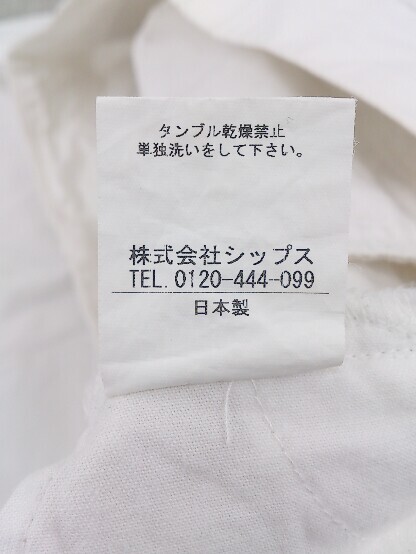 タンブル乾燥禁止
単独洗いをして下さい。
株式会社シップス
TEL. 0120-444-099
日本製